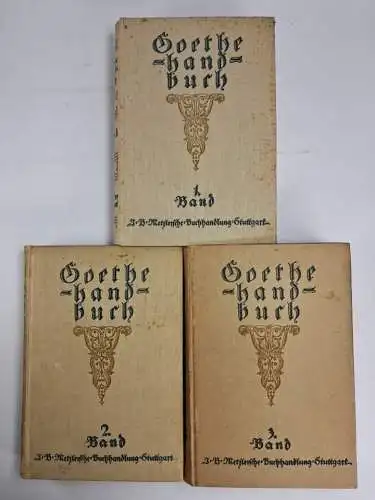 Goethe
-hand-
buch
1.
Band
J·B·Metzlersche·Buchhandlung·Stuttgart
Goethe
-hand-
buch
2.
Band
J·B·Metzlersche·Buchhandlung·Stuttgart
Goethe
-hand-
buch
3.
Band
J·B·Metzlersche·Buchhandlung·Stuttgart